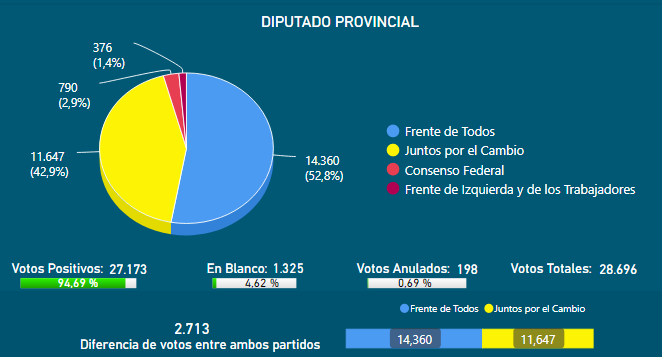 DIPUTADO PROVINCIAL
376
(1,4%)
790
(2,9%)
11.647
(42,9%)
14.360
(52,8%)
Frente de Todos
Juntos por el Cambio
Consenso Federal
Frente de Izquierda y de los Trabajadores
Votos Positivos: 27.173
94,69 %
En Blanco: 1.325
4,62 %
Votos Anulados: 198
0,69 %
Votos Totales: 28.696
Frente de Todos Juntos por el Cambio
2.713
Diferencia de votos entre ambos partidos
14,360 11,647